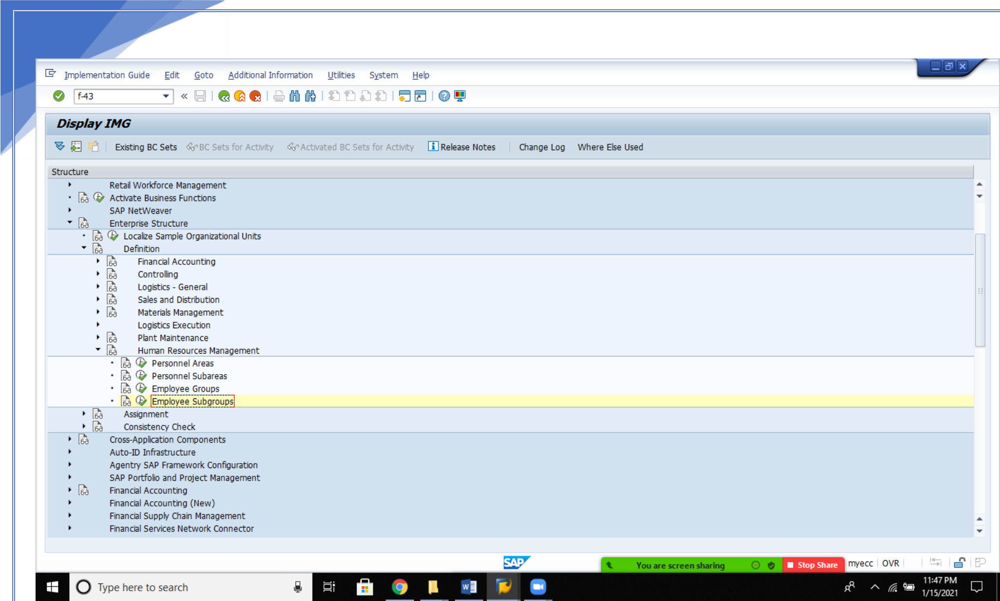 Implementation Guide Edit Goto Additional Information Utilities System Help
f-43
Display IMG
Existing BC Sets BC Sets for Activity Activated BC Sets for Activity Release Notes Change Log Where Else Used
Structure
Retail Workforce Management
Activate Business Functions
SAP NetWeaver
Enterprise Structure
Localize Sample Organizational Units
Definition
Financial Accounting
Controlling
Logistics - General
Sales and Distribution
Materials Management
Logistics Execution
Plant Maintenance
Human Resources Management
Personnel Areas
Personnel Subareas
Employee Groups
Employee Subgroups
Assignment
Consistency Check
Cross-Application Components
Auto-ID Infrastructure
Agentry SAP Framework Configuration
SAP Portfolio and Project Management
Financial Accounting
Financial Accounting (New)
Financial Supply Chain Management
Financial Services Network Connector
SAP
You are screen sharing Stop Share myecc OVR
Type here to search
11:47 PM
1/15/2021